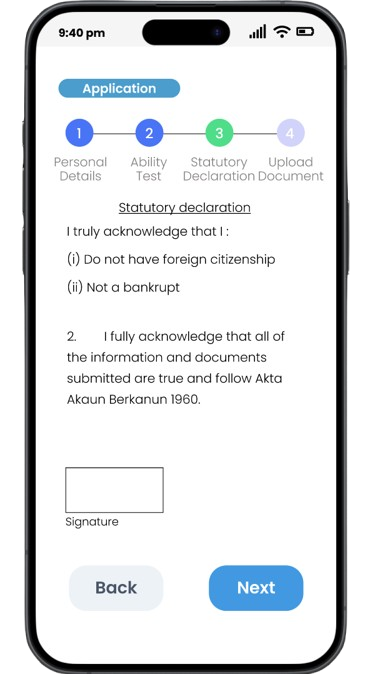 9:40 pm
Application
1 2 3 4
Personal Ability Statutory Upload
Details Test Declaration Document
Statutory declaration
I truly acknowledge that I :
(i) Do not have foreign citizenship
(ii) Not a bankrupt
2. I fully acknowledge that all of
the information and documents
submitted are true and follow Akta
Akaun Berkanun 1960.
Signature
Back Next